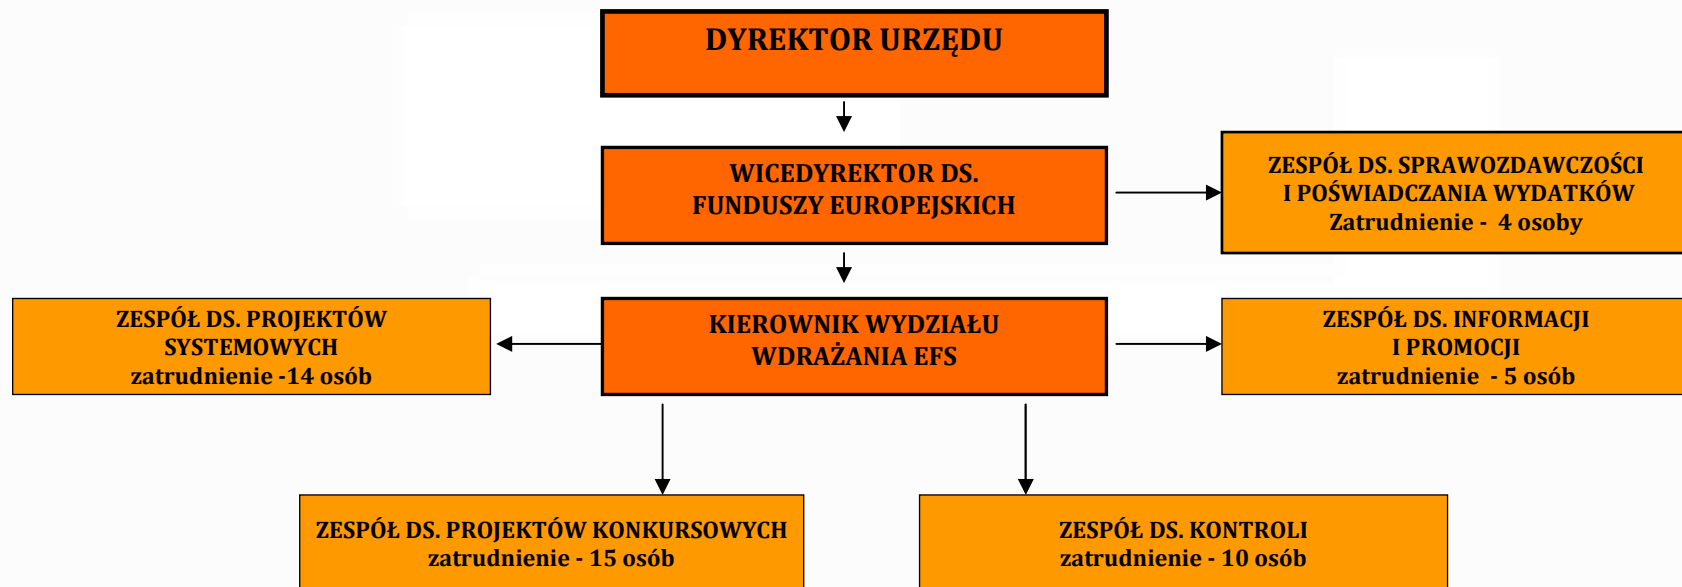 DYREKTOR URZĘDU
WICEDYREKTOR DS.
FUNDUSZY EUROPEJSKICH
ZESPÓŁ DS. SPRAWOZDAWCZOŚCI
I POŚWIADCZANIA WYDATKÓW
Zatrudnienie - 4 osoby
ZESPÓŁ DS. PROJEKTÓW
SYSTEMOWYCH
zatrudnienie -14 osób
KIEROWNIK WYDZIAŁU
WDRAŻANIA EFS
ZESPÓŁ DS. INFORMACJI
I PROMOCJI
zatrudnienie - 5 osób
ZESPÓŁ DS. PROJEKTÓW KONKURSOWYCH
zatrudnienie - 15 osób
ZESPÓŁ DS. KONTROLI
zatrudnienie - 10 osób